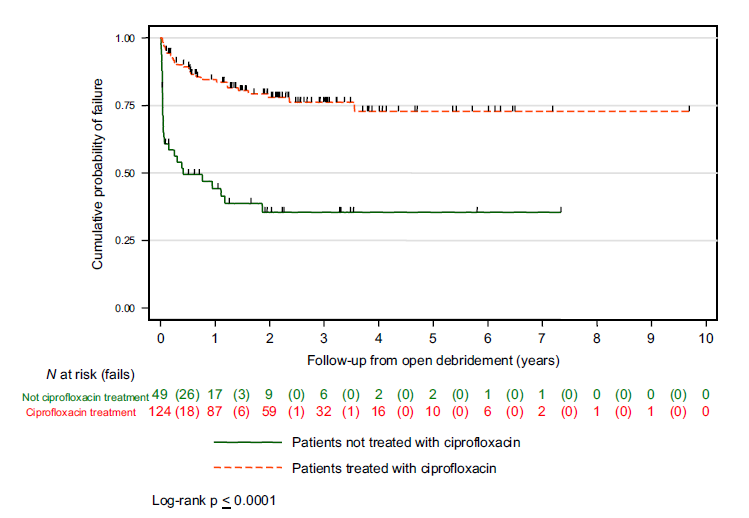 Cumulative probability of failure
1.00
0.75
0.50
0.25
0.00
0 1 2 3 4 5 6 7 8 9 10
Follow-up from open debridement (years)
N at risk (fails)
Not ciprofloxacin treatment 49 (26) 17 (3) 9 (0) 6 (0) 2 (0) 2 (0) 1 (0) 1 (0) 0 (0) 0 (0) 0
Ciprofloxacin treatment 124 (18) 87 (6) 59 (1) 32 (1) 16 (0) 10 (0) 6 (0) 2 (0) 1 (0) 1 (0) 0
Patients not treated with ciprofloxacin
Patients treated with ciprofloxacin
Log-rank p ≤ 0.0001